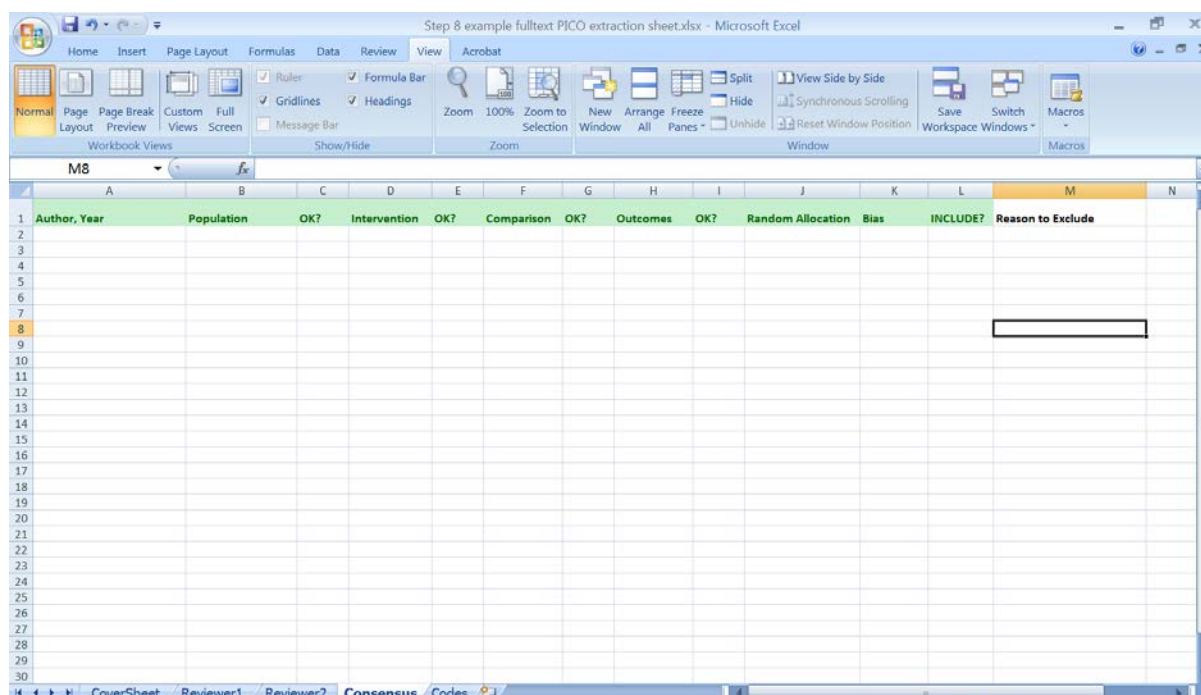 Step 8 example fulltext PICO extraction sheet.xlsx - Microsoft Excel
Home Insert Page Layout Formulas Data Review View Acrobat
Ruler Formula Bar Split View Side by Side
Gridlines Headings Hide Synchronous Scrolling
Message Bar Unhide Reset Window Position
Normal Page Layout Page Break Preview Custom Views Full Screen Zoom 100% Zoom to Selection New Window Arrange All Freeze Panes Save Workspace Switch Windows Macros
Workbook Views Show/Hide Zoom Window Macros
M8 fx
A B C D E F G H I J K L M N
1 Author, Year Population OK? Intervention OK? Comparison OK? Outcomes OK? Random Allocation Bias INCLUDE? Reason to Exclude
2
3
4
5
6
7
8
9
10
11
12
13
14
15
16
17
18
19
20
21
22
23
24
25
26
27
28
29
30
CoverSheet Reviewer1 Reviewer2 Consensus Codes